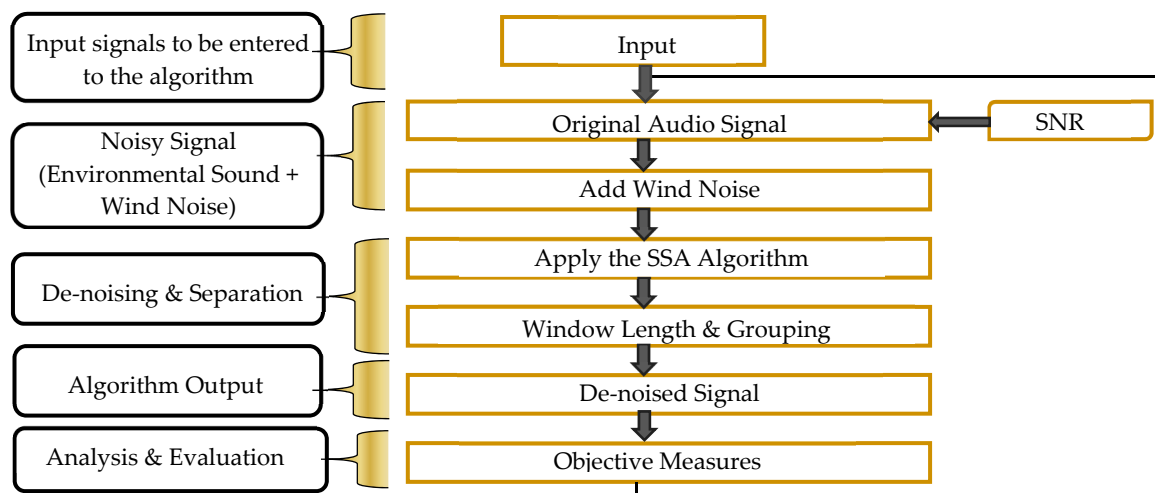 Input signals to be entered
to the algorithm
Input
Original Audio Signal
SNR
Noisy Signal
(Environmental Sound +
Wind Noise)
Add Wind Noise
Apply the SSA Algorithm
De-noising & Separation
Window Length & Grouping
Algorithm Output
De-noised Signal
Analysis & Evaluation
Objective Measures